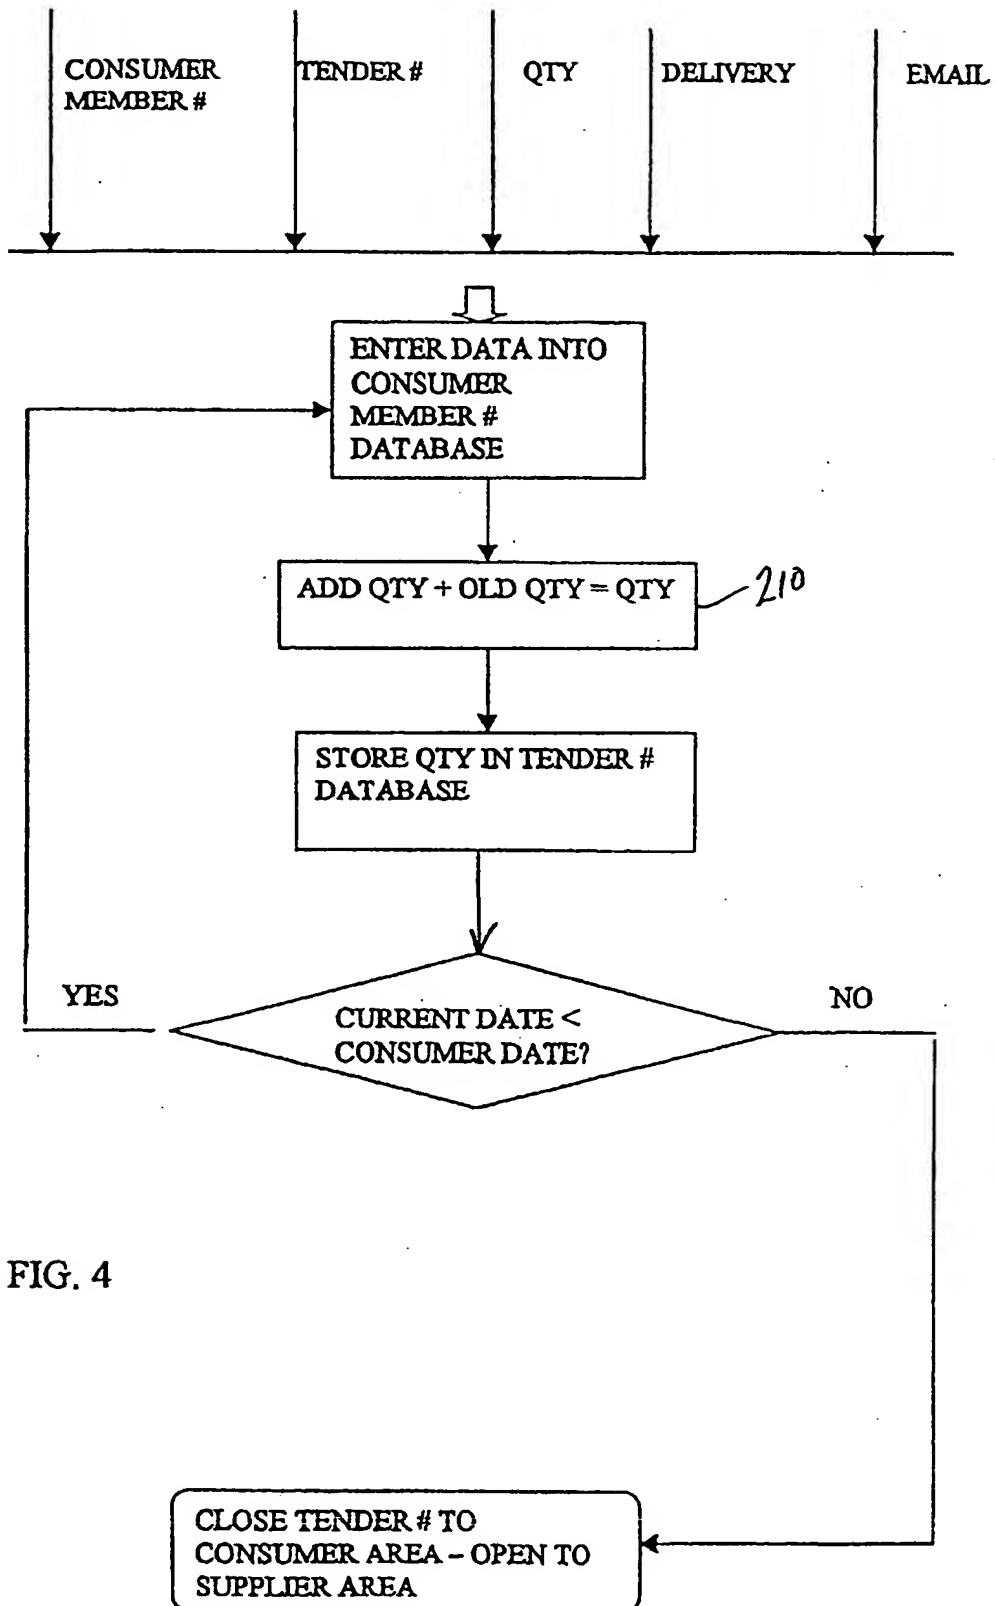 CONSUMER
MEMBER #
TENDER #
QTY
DELIVERY
EMAIL
ENTER DATA INTO
CONSUMER
MEMBER #
DATABASE
ADD QTY + OLD QTY = QTY
210
STORE QTY IN TENDER #
DATABASE
YES
CURRENT DATE <
CONSUMER DATE?
NO
FIG. 4
CLOSE TENDER # TO
CONSUMER AREA – OPEN TO
SUPPLIER AREA